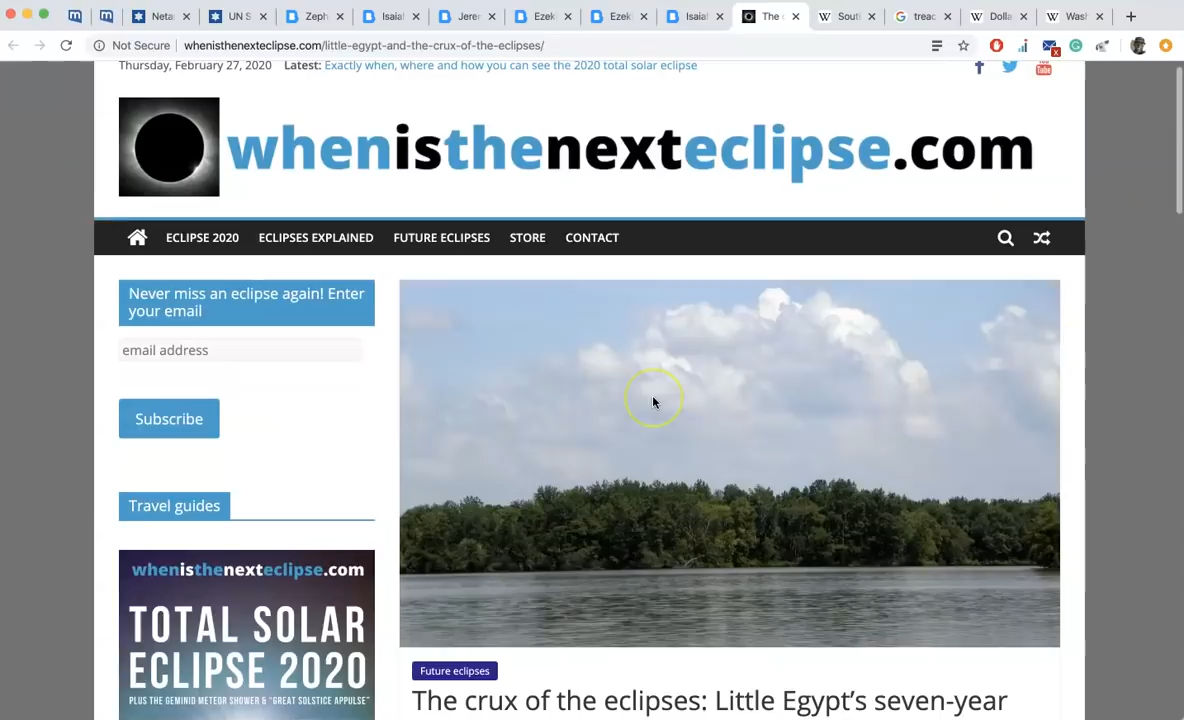 Neta
UN S
Zeph
Isaia
Jerer
Ezek
Ezek
Isaia
The
Sout
treac
Dolla
Wash
Not Secure whenisthenexteclipse.com/little-egypt-and-the-crux-of-the-eclipses/
Thursday, February 27, 2020 Latest: Exactly when, where and how you can see the 2020 total solar eclipse
You
Tube
whenisthenexteclipse.com
ECLIPSE 2020 ECLIPSES EXPLAINED FUTURE ECLIPSES STORE CONTACT
Never miss an eclipse again! Enter
your email
email address
Subscribe
Travel guides
whenisthenexteclipse.com
TOTAL SOLAR
ECLIPSE 2020
PLUS THE GEMINID METEOR SHOWER & "GREAT SOLSTICE APPULSE"
Future eclipses
The crux of the eclipses: Little Egypt's seven-year